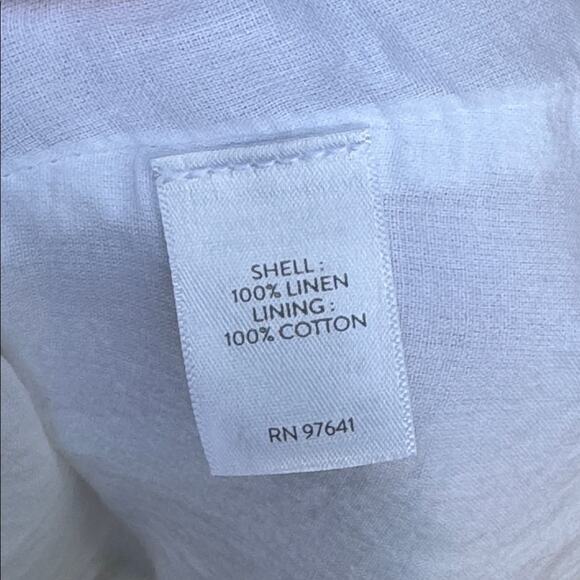 SHELL :
100% LINEN
LINING :
100% COTTON
RN 97641